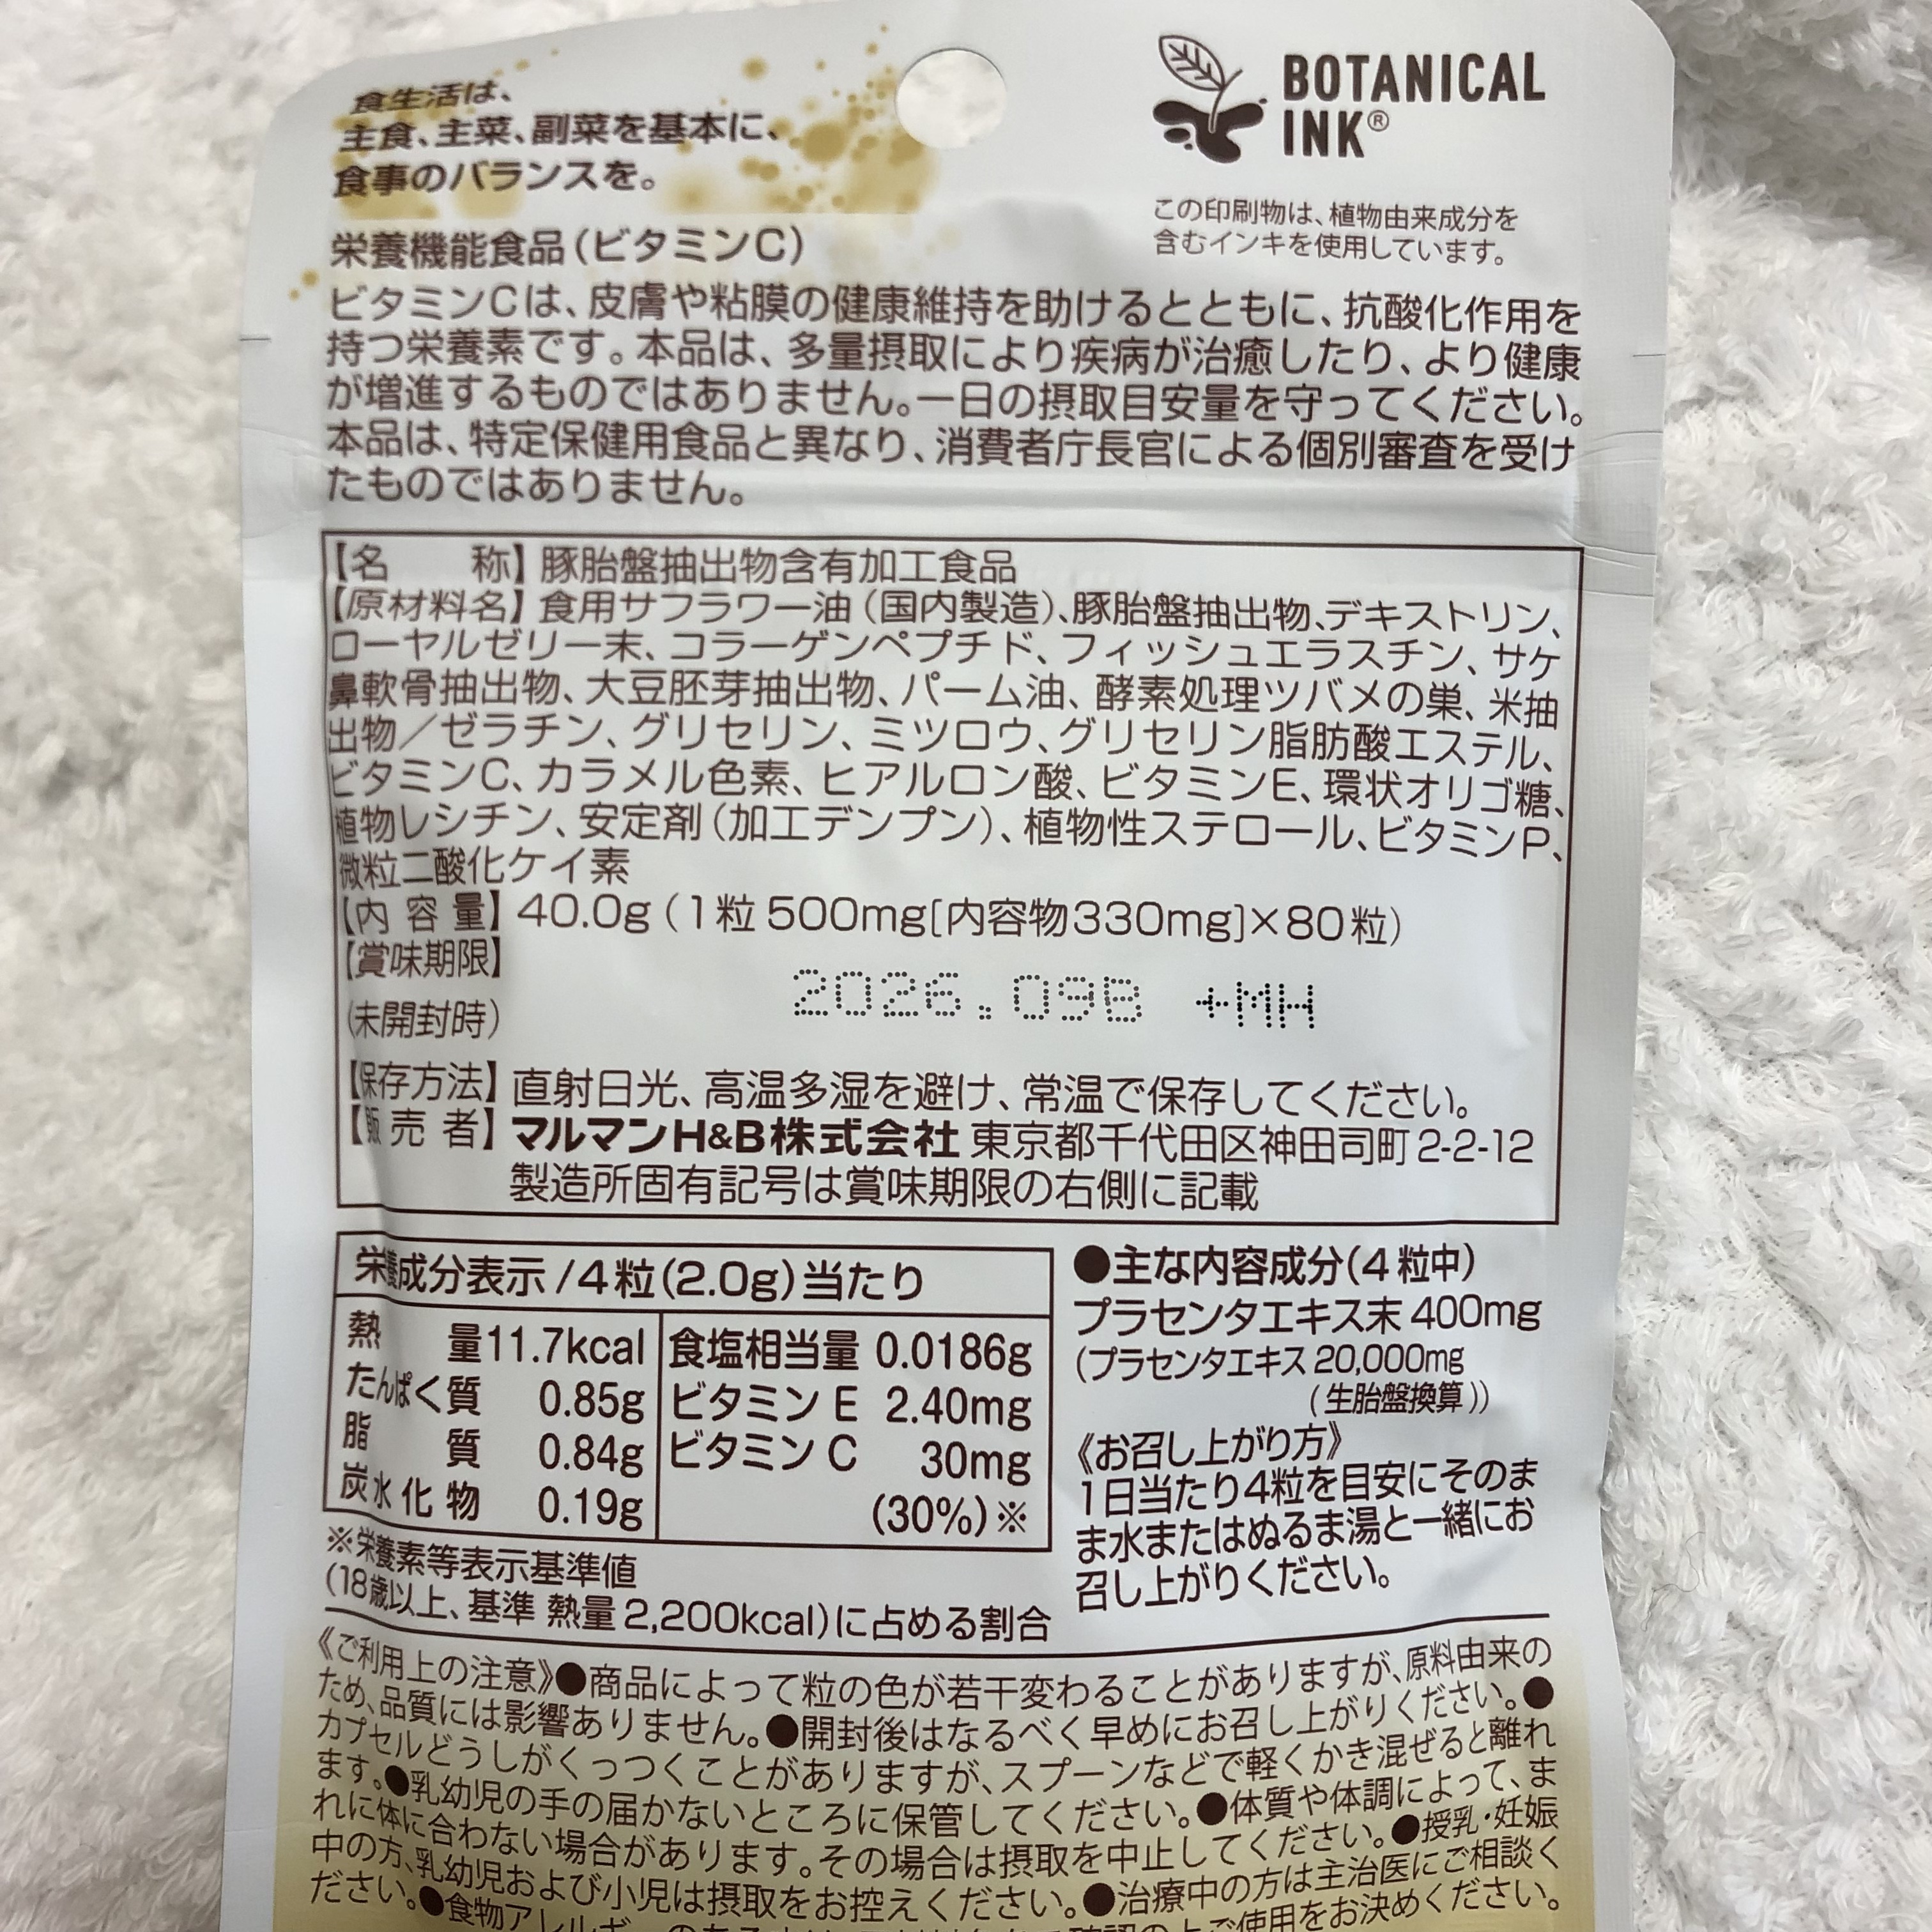 食生活は、
主食、主菜、副菜を基本に、
食事のバランスを。
BOTANICAL
INK®
この印刷物は、植物由来成分を
含むインキを使用しています。
栄養機能食品(ビタミンC)
ビタミンCは、皮膚や粘膜の健康維持を助けるとともに、抗酸化作用を
持つ栄養素です。本品は、多量摂取により疾病が治癒したり、より健康
が増進するものではありません。一日の摂取目安量を守ってください。
本品は、特定保健用食品と異なり、消費者庁長官による個別審査を受け
たものではありません。
【名 称】豚胎盤抽出物含有加工食品
【原材料名】食用サフラワー油(国内製造)、豚胎盤抽出物、デキストリン、
ローヤルゼリー末、コラーゲンペプチド、フィッシュエラスチン、サケ
鼻軟骨抽出物、大豆胚芽抽出物、パーム油、酵素処理ツバメの巣、米抽
出物/ゼラチン、グリセリン、ミツロウ、グリセリン脂肪酸エステル、
ビタミンC、カラメル色素、ヒアルロン酸、ビタミンE、環状オリゴ糖、
植物レシチン、安定剤(加工デンプン)、植物性ステロール、ビタミンP、
微粒二酸化ケイ素
【内 容 量】40.0g(1粒500mg[内容物330mg]×80粒)
【賞味期限】
(未開封時)
2026.09B +MH
【保存方法】直射日光、高温多湿を避け、常温で保存してください。
【販 売 者】マルマンH&B株式会社 東京都千代田区神田司町2-2-12
製造所固有記号は賞味期限の右側に記載
栄養成分表示/4粒(2.0g)当たり
熱 量 11.7kcal
たんぱく質 0.85g
脂 質 0.84g
炭水化物 0.19g
食塩相当量 0.0186g
ビタミンE 2.40mg
ビタミンC 30mg
(30%)※
※栄養素等表示基準値
(18歳以上、基準 熱量2,200kcal)に占める割合
●主な内容成分(4粒中)
プラセンタエキス末 400mg
(プラセンタエキス20,000mg
(生胎盤換算))
《お召し上がり方》
1日当たり4粒を目安にそのま
ま水またはぬるま湯と一緒にお
召し上がりください。
《ご利用上の注意》●商品によって粒の色が若干変わることがありますが、原料由来の
ため、品質には影響ありません。●開封後はなるべく早めにお召し上がりください。●
カプセルどうしがくっつくことがありますが、スプーンなどで軽くかき混ぜると離れ
ます。●乳幼児の手の届かないところに保管してください。●体質や体調によって、ま
れに体に合わない場合があります。その場合は摂取を中止してください。●授乳・妊娠
中の方、乳幼児および小児は摂取をお控えください。●治療中の方は主治医にご相談く
ださい。●食物アレルギー
の上ご使用をお決めください。